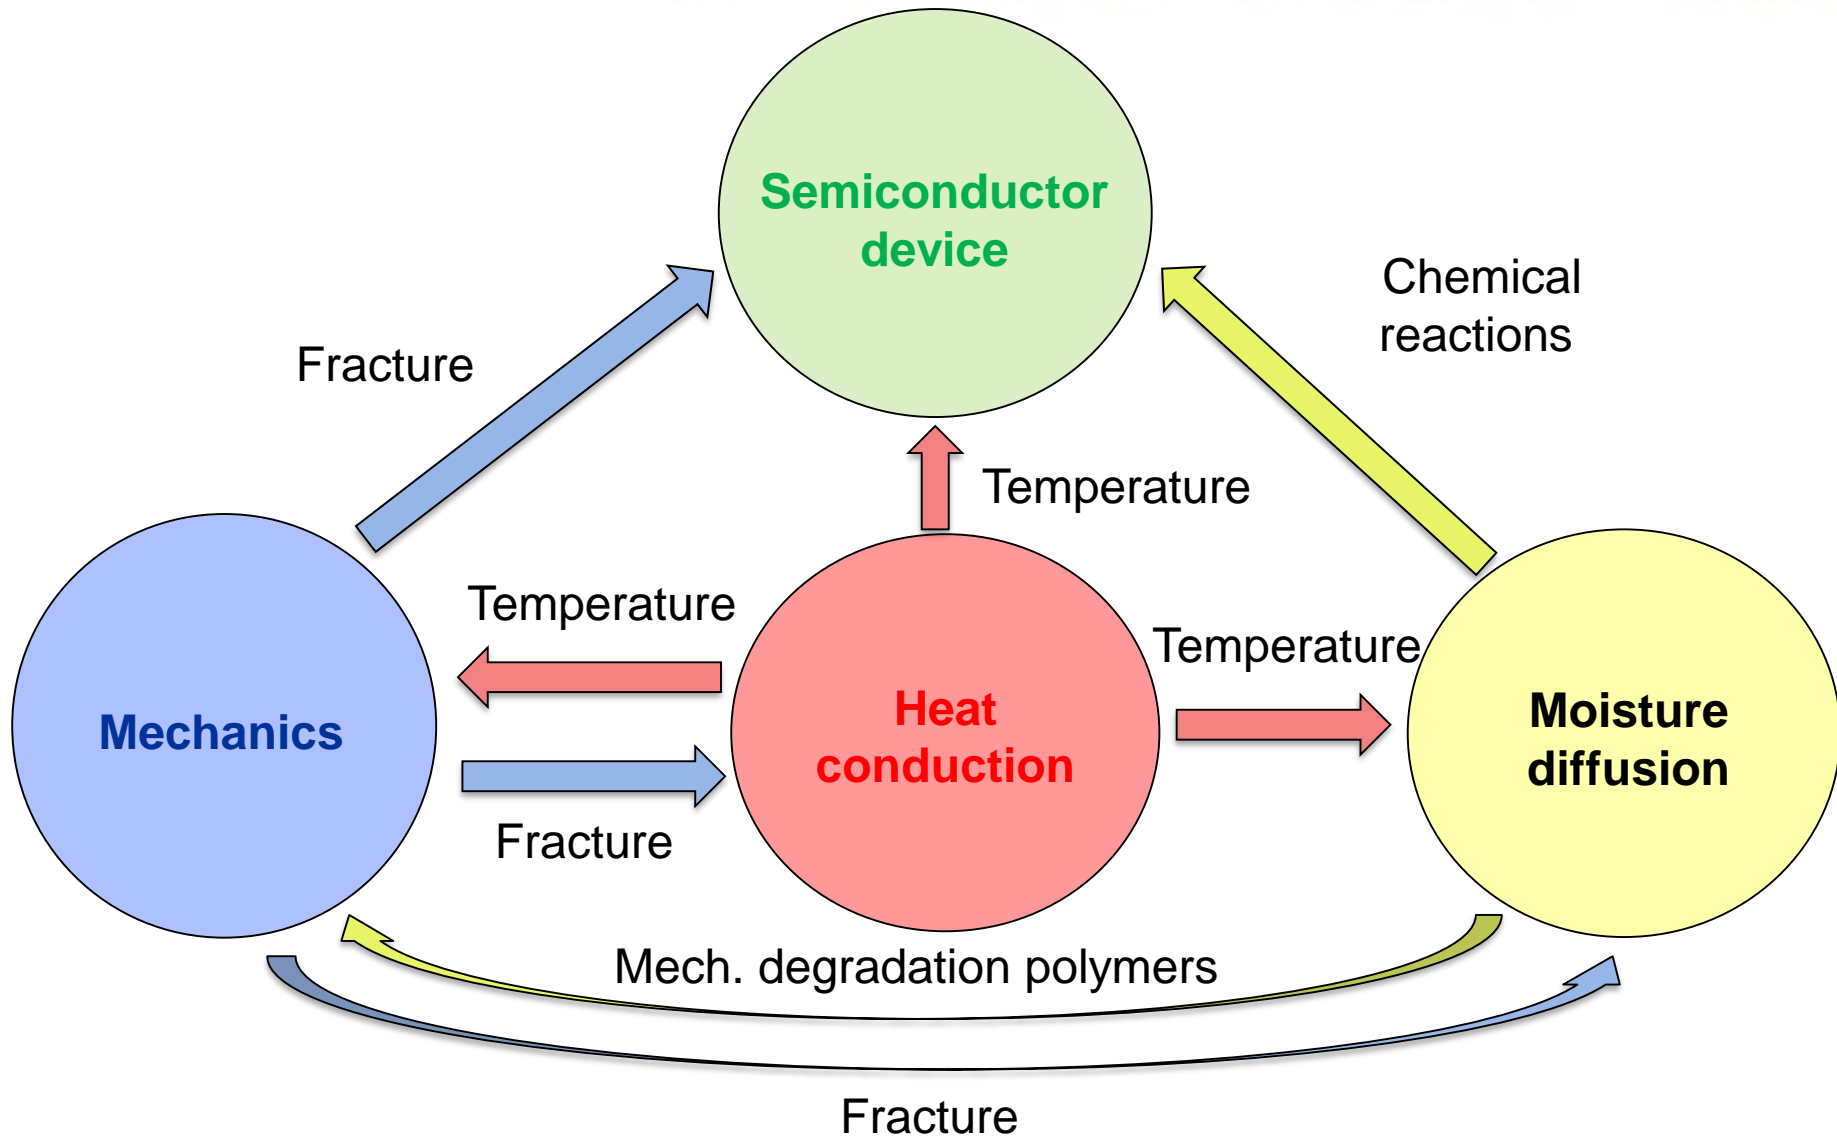 Semiconductor
device
Chemical
reactions
Fracture
Temperature
Temperature
Temperature
Mechanics
Heat
conduction
Moisture
diffusion
Fracture
Mech. degradation polymers
Fracture